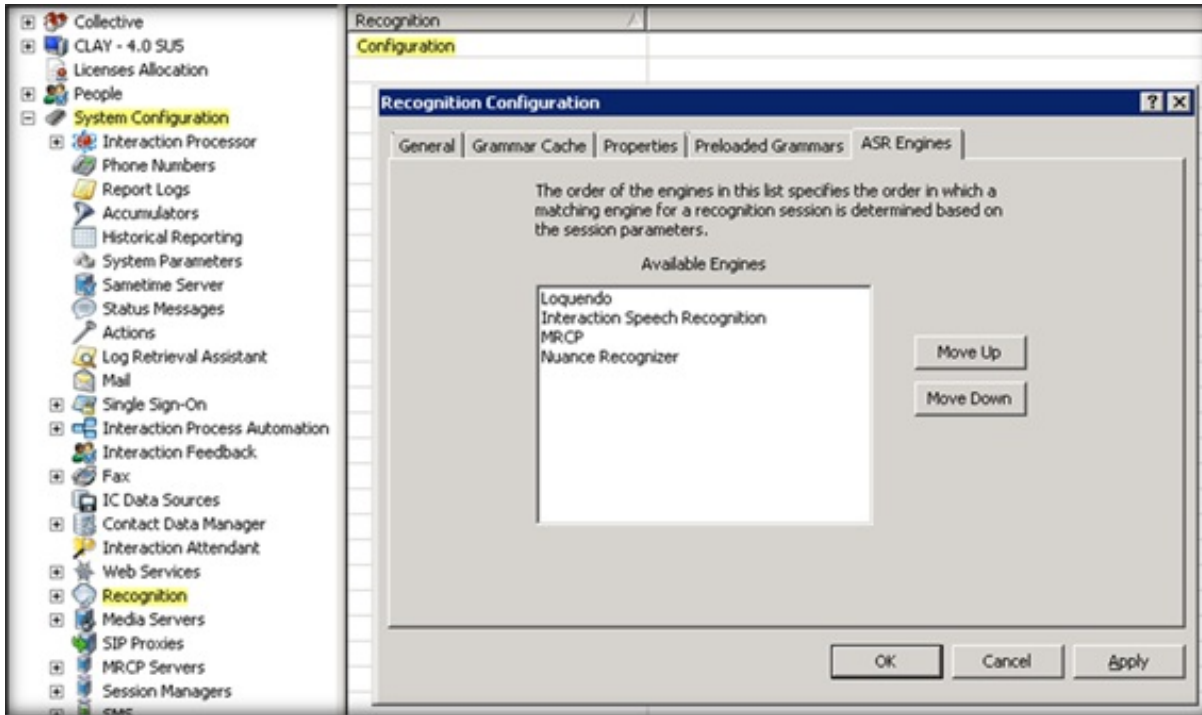 Collective
CLAY - 4.0 SU5
Licenses Allocation
People
System Configuration
Interaction Processor
Phone Numbers
Report Logs
Accumulators
Historical Reporting
System Parameters
Sametime Server
Status Messages
Actions
Log Retrieval Assistant
Mail
Single Sign-On
Interaction Process Automation
Interaction Feedback
Fax
IC Data Sources
Contact Data Manager
Interaction Attendant
Web Services
Recognition
Media Servers
SIP Proxies
MRCP Servers
Session Managers
SMS
Recognition
Configuration
Recognition Configuration
General
Grammar Cache
Properties
Preloaded Grammars
ASR Engines
The order of the engines in this list specifies the order in which a
matching engine for a recognition session is determined based on
the session parameters.
Available Engines
Loquendo
Interaction Speech Recognition
MRCP
Nuance Recognizer
Move Up
Move Down
OK
Cancel
Apply